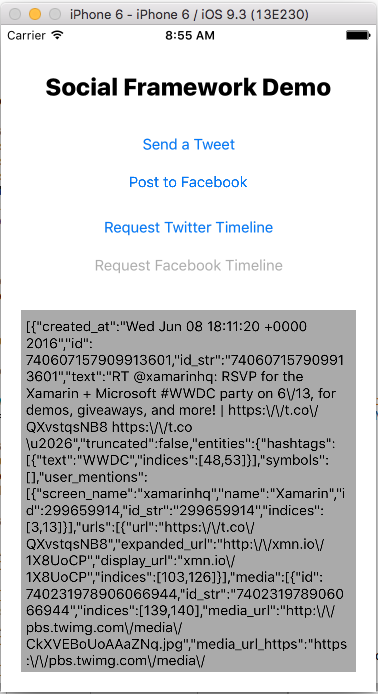 iPhone 6 - iPhone 6 / iOS 9.3 (13E230)
Carrier 8:55 AM
Social Framework Demo
Send a Tweet
Post to Facebook
Request Twitter Timeline
Request Facebook Timeline
[{"created_at":"Wed Jun 08 18:11:20 +0000
2016","id":
740607157909913601,"id_str":"74060715790991
3601","text":"RT @xamarinhq: RSVP for the
Xamarin + Microsoft #WWDC party on 6\/13, for
demos, giveaways, and more! | https:\/\/t.co\/
QXvstqsNB8 https:\/\/t.co
\u2026","truncated":false,"entities":{"hashtags":
[{"text":"WWDC","indices":[48,53]}],"symbols":
[],"user_mentions":
[{"screen_name":"xamarinhq","name":"Xamarin","i
d":299659914,"id_str":"299659914","indices":
[3,13]}],"urls":[{"url":"https:\/\/t.co\/
QXvstqsNB8","expanded_url":"http:\/\/xmn.io\/
1X8UoCP","display_url":"xmn.io\/
1X8UoCP","indices":[103,126]}],"media":[{"id":
740231978906066944,"id_str":"7402319789060
66944","indices":[139,140],"media_url":"http:\/\/
pbs.twimg.com\/media\/
CkXVEBoUoAAaZNq.jpg","media_url_https":"https
:\/\/pbs.twimg.com\/media\/